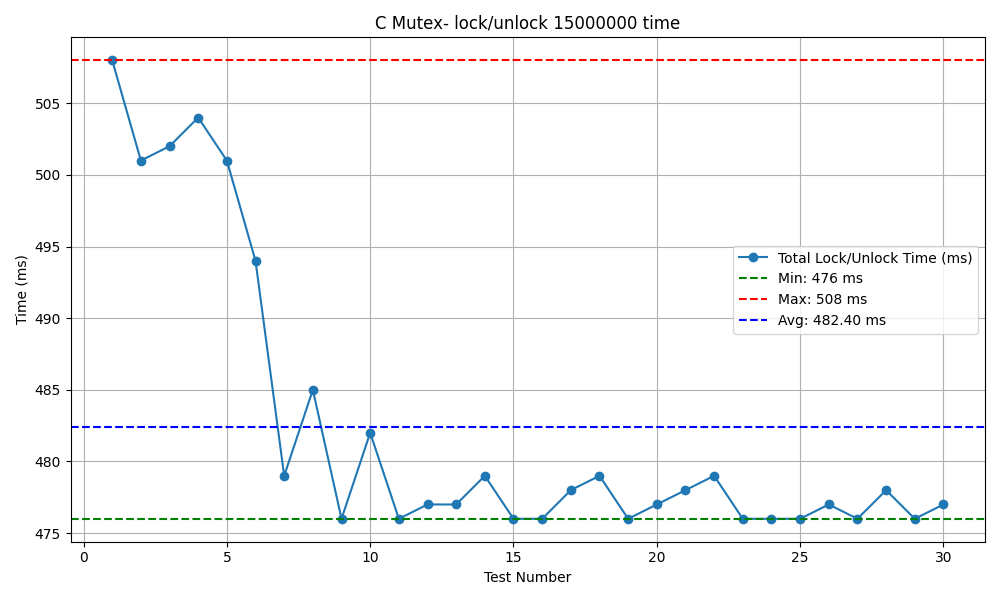 C Mutex- lock/unlock 15000000 time
Time (ms)
505
500
495
490
485
480
475
Total Lock/Unlock Time (ms)
Min: 476 ms
Max: 508 ms
Avg: 482.40 ms
0 5 10 15 20 25 30
Test Number